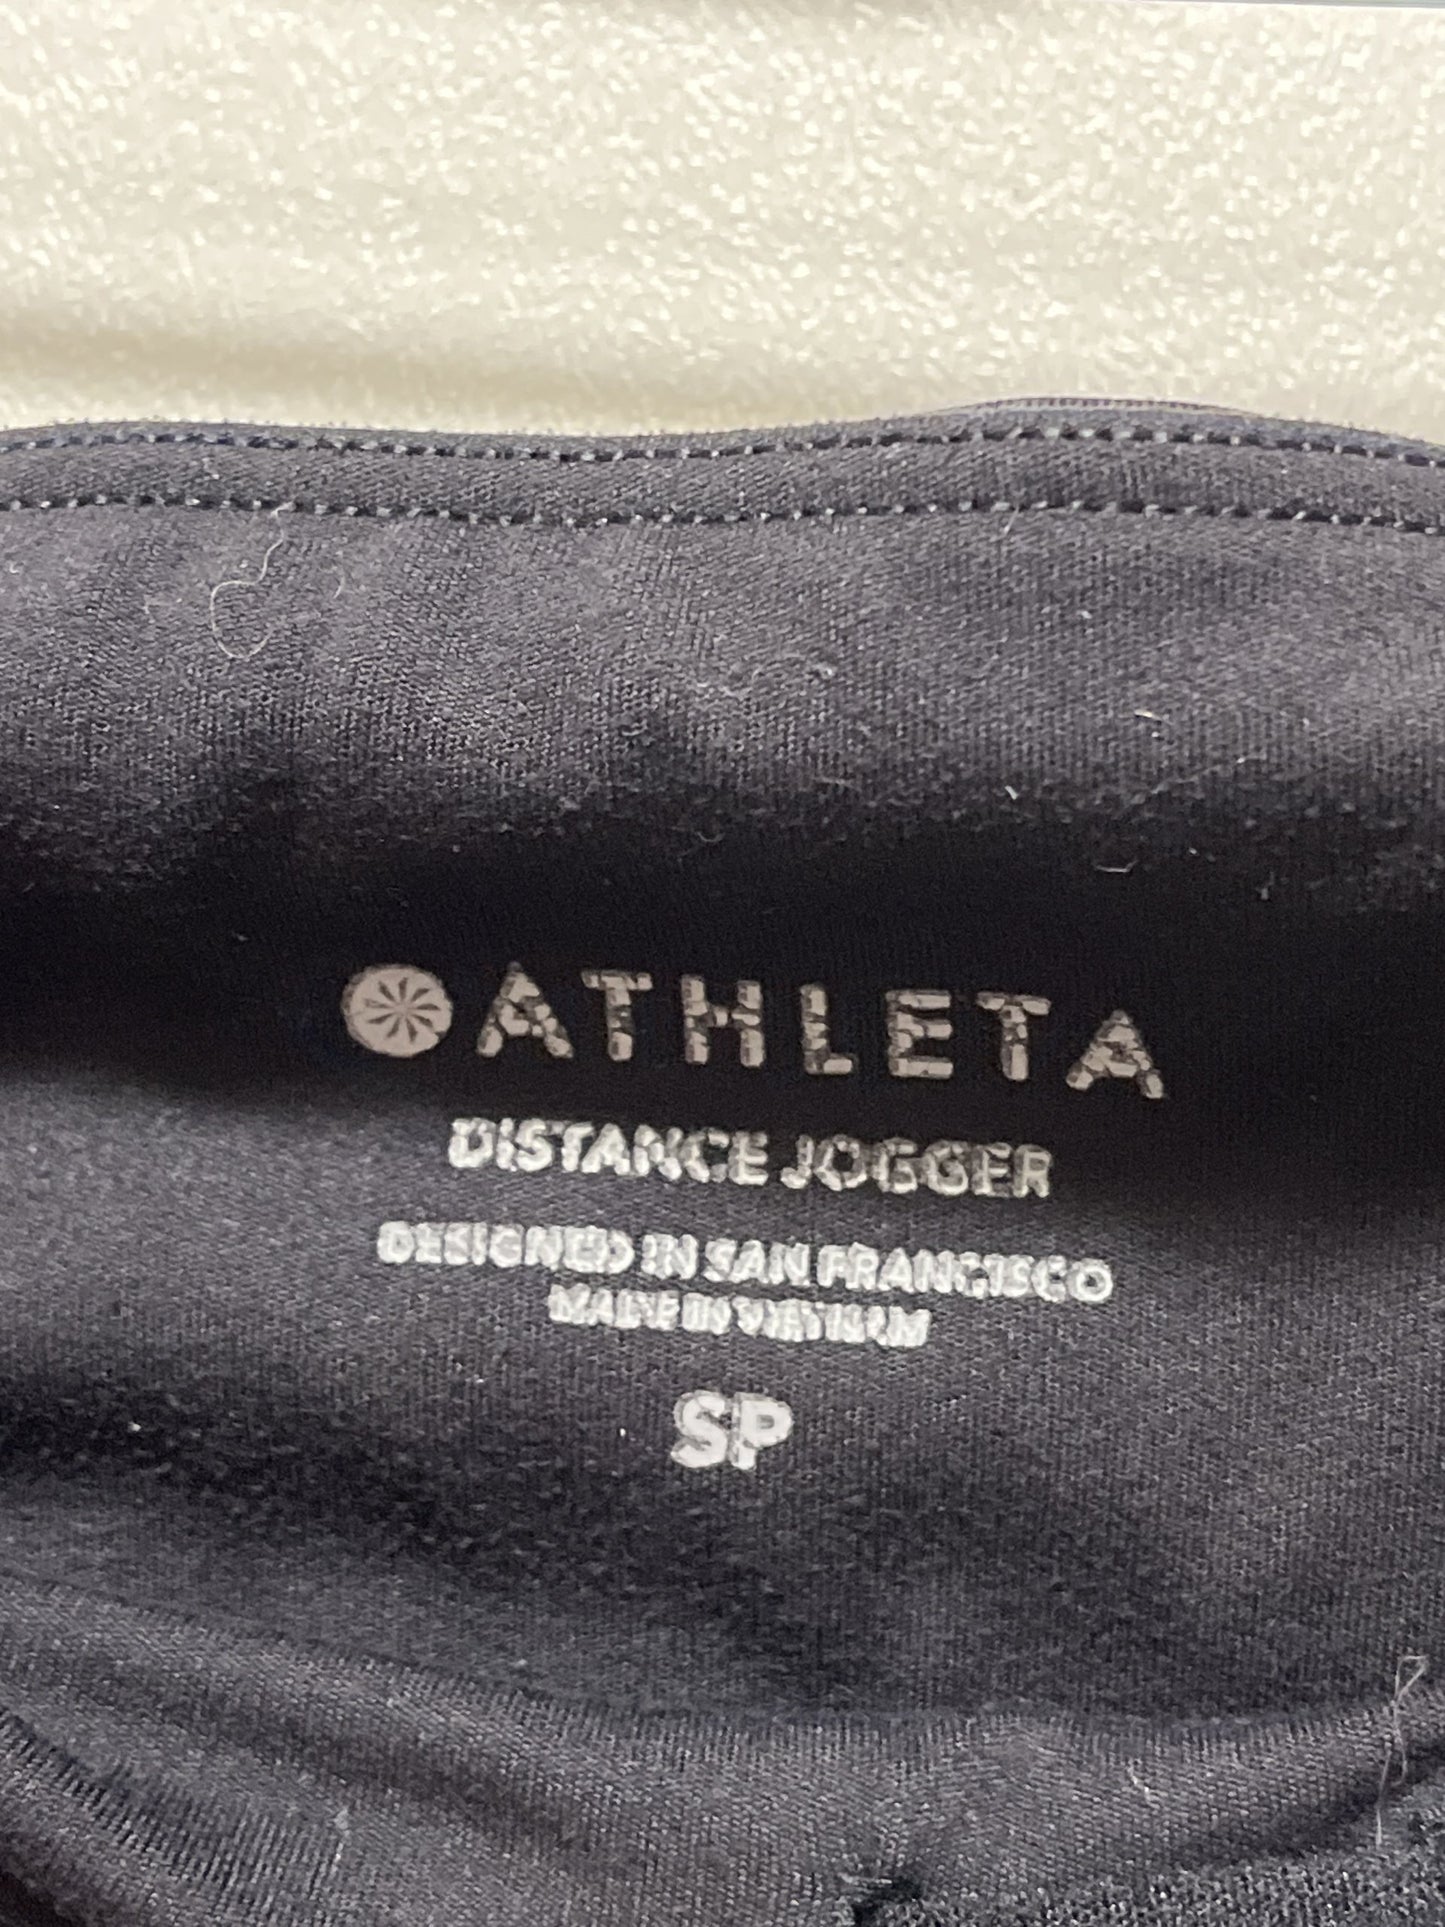 ATHLETA
DISTANCE JOGGER
DESIGNED IN SAN FRANCISCO
MADE IN VIETNAM
SP